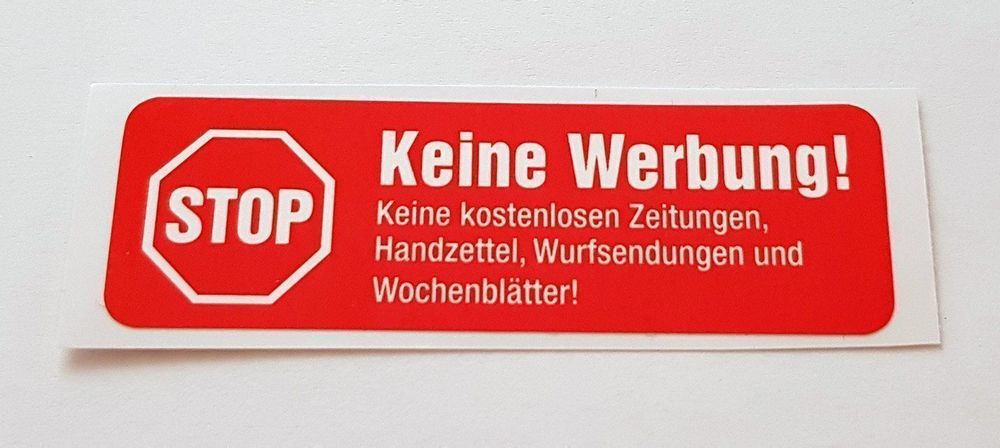 STOP
Keine Werbung!
Keine kostenlosen Zeitungen,
Handzettel, Wurfsendungen und
Wochenblätter!